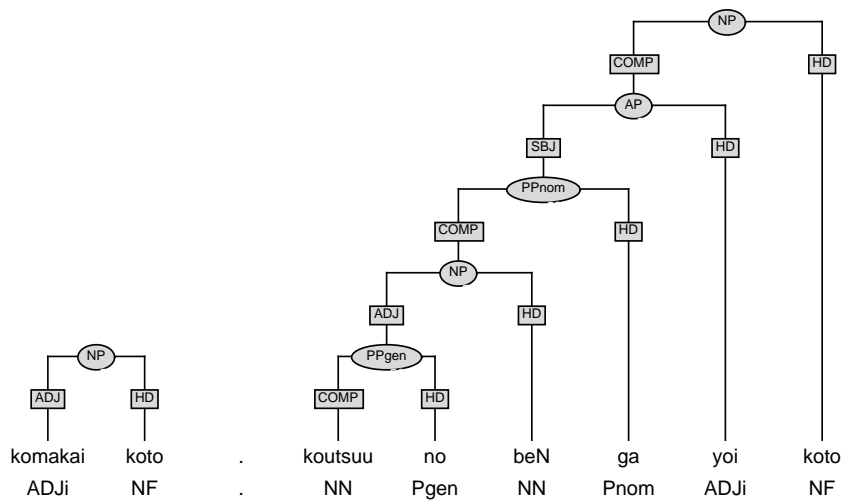 NP
COMP HD
AP
SBJ HD
PPnom
COMP HD
NP
ADJ HD
NP PPgen
ADJ HD COMP HD
komakai koto . koutsuu no beN ga yoi koto
ADJi NF . NN Pgen NN Pnom ADJi NF